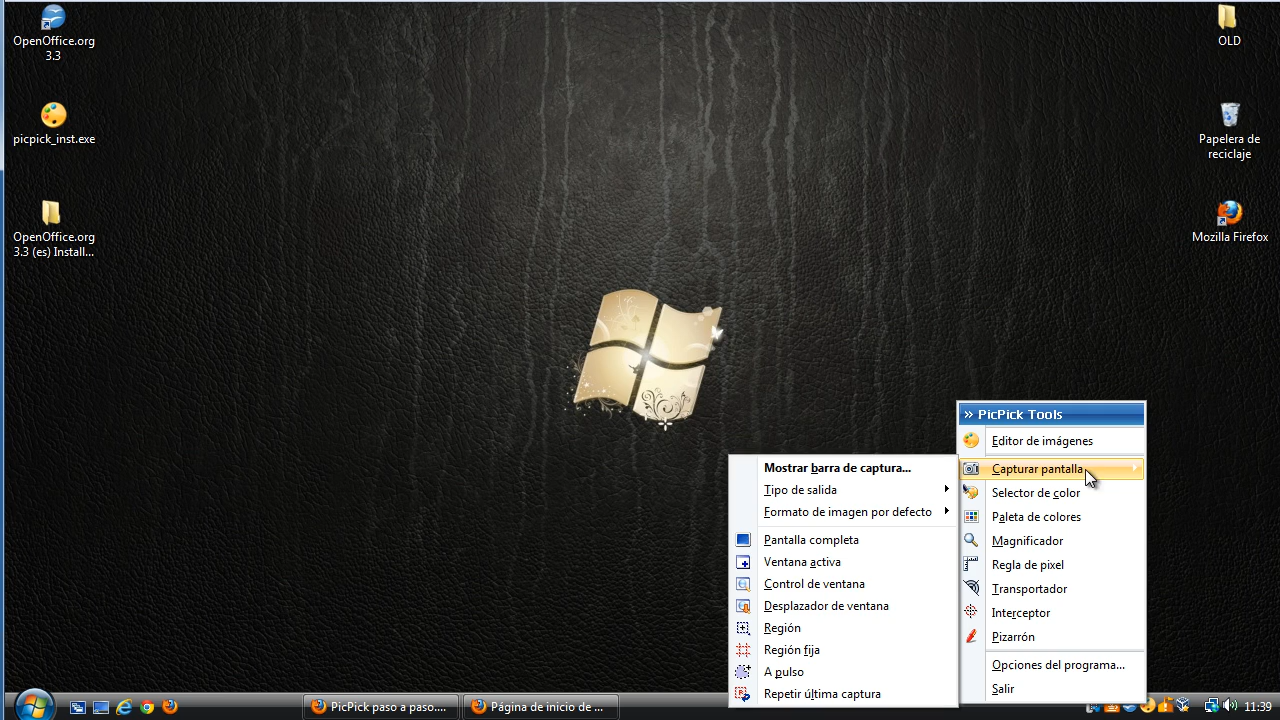 OpenOffice.org
3.3
picpick_inst.exe
OpenOffice.org
3.3 (es) Install...
OLD
Papelera de
reciclaje
Mozilla Firefox
» PicPick Tools
Editor de imágenes
Capturar pantalla
Selector de color
Paleta de colores
Magnificador
Regla de pixel
Transportador
Interceptor
Pizarrón
Opciones del programa...
Salir
Mostrar barra de captura...
Tipo de salida
Formato de imagen por defecto
Pantalla completa
Ventana activa
Control de ventana
Desplazador de ventana
Región
Región fija
A pulso
Repetir última captura
PicPick paso a paso....
Página de inicio de ...
11:39